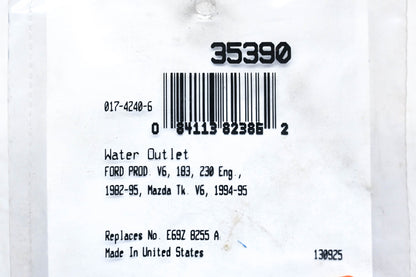 35390
017-4240-6
0 84113 82386 2
Water Outlet
FORD PROD. V6, 183, 230 Eng.,
1982-95, Mazda Tk. V6, 1994-95
Replaces No. E69Z 8255 A
Made In United States
130925